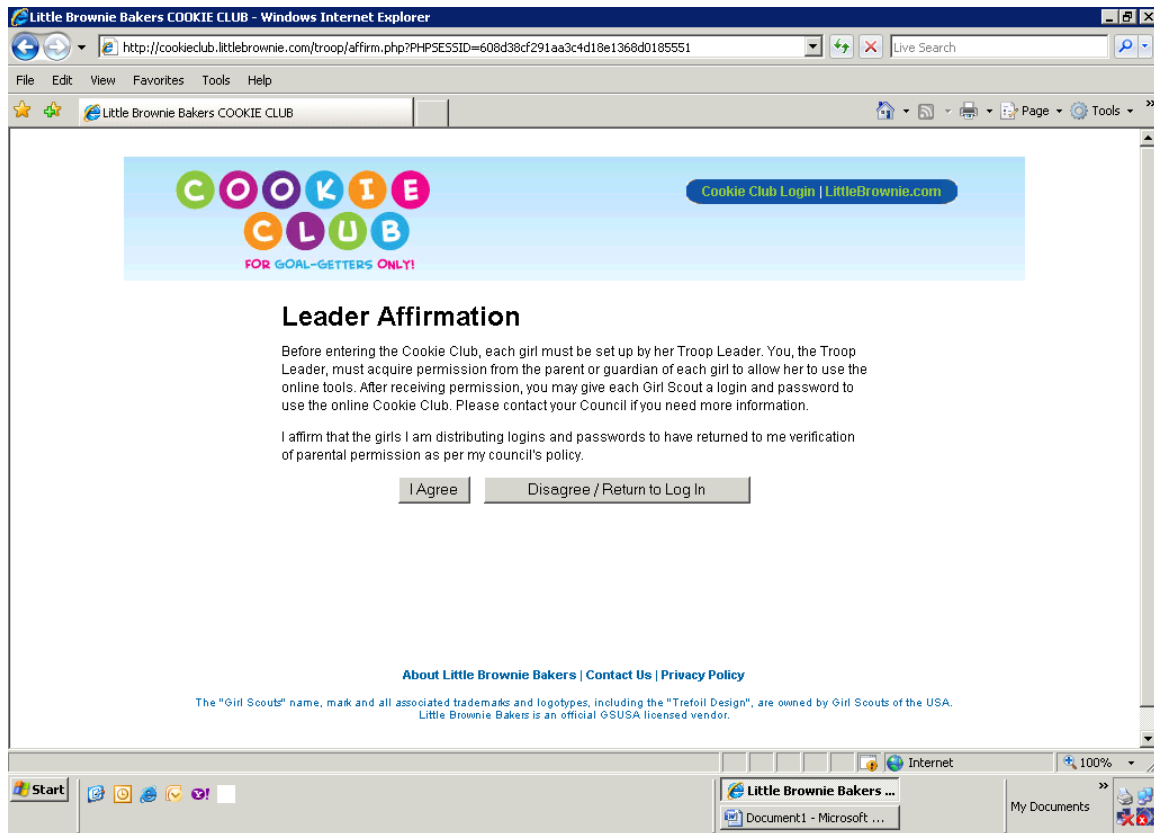 Little Brownie Bakers COOKIE CLUB - Windows Internet Explorer
http://cookieclub.littlebrownie.com/troop/affirm.php?PHPSESSID=608d38cf291aa3c4d18e1368d0185551
Live Search
File Edit View Favorites Tools Help
Little Brownie Bakers COOKIE CLUB
Page Tools »
COOKIE
CLUB
FOR GOAL-GETTERS ONLY!
Cookie Club Login | LittleBrownie.com
Leader Affirmation
Before entering the Cookie Club, each girl must be set up by her Troop Leader. You, the Troop
Leader, must acquire permission from the parent or guardian of each girl to allow her to use the
online tools. After receiving permission, you may give each Girl Scout a login and password to
use the online Cookie Club. Please contact your Council if you need more information.
I affirm that the girls I am distributing logins and passwords to have returned to me verification
of parental permission as per my council's policy.
I Agree
Disagree / Return to Log In
About Little Brownie Bakers | Contact Us | Privacy Policy
The "Girl Scouts" name, mark and all associated trademarks and logotypes, including the "Trefoil Design", are owned by Girl Scouts of the USA.
Little Brownie Bakers is an official GSUSA licensed vendor.
Internet
100%
Start
Little Brownie Bakers ...
Document1 - Microsoft ...
My Documents »